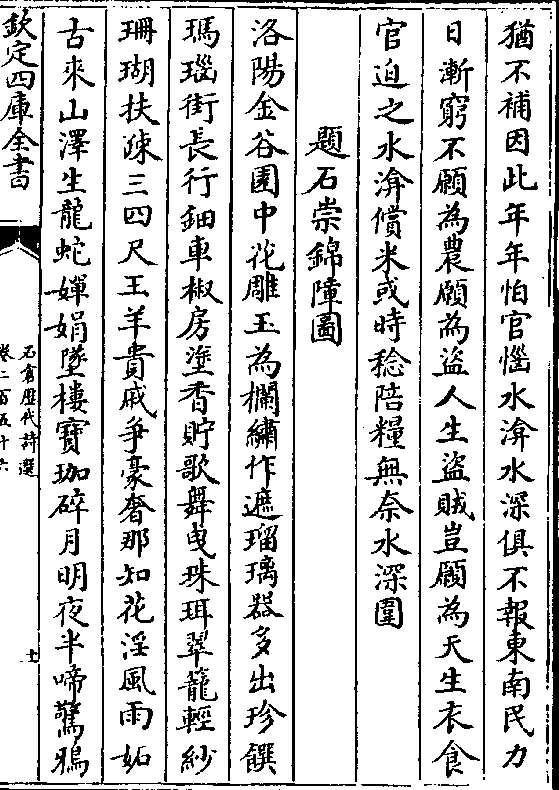 猶不補因此年年怕官惱水渰水深俱不報東南民力
日漸窮不願為農願為盜人生盜賊豈願為天生衣食
官迫之水渰償米或時稔陪糧無奈水深圍
題石崇錦障圖
洛陽金谷園中花雕玉為欄繡作遮瑠璃器多出珍饌
瑪瑙街長行鈿車椒房塗香貯歌舞曳珠珥翠籠輕紗
珊瑚扶疎三四尺王羊貴戚爭豪奢那知花淫風雨妬
古來山澤生龍蛇嬋娟墜樓寶珈碎月明夜半啼驚鴉
欽定四庫全書
石倉歷代詩選
卷二百五十六
十一